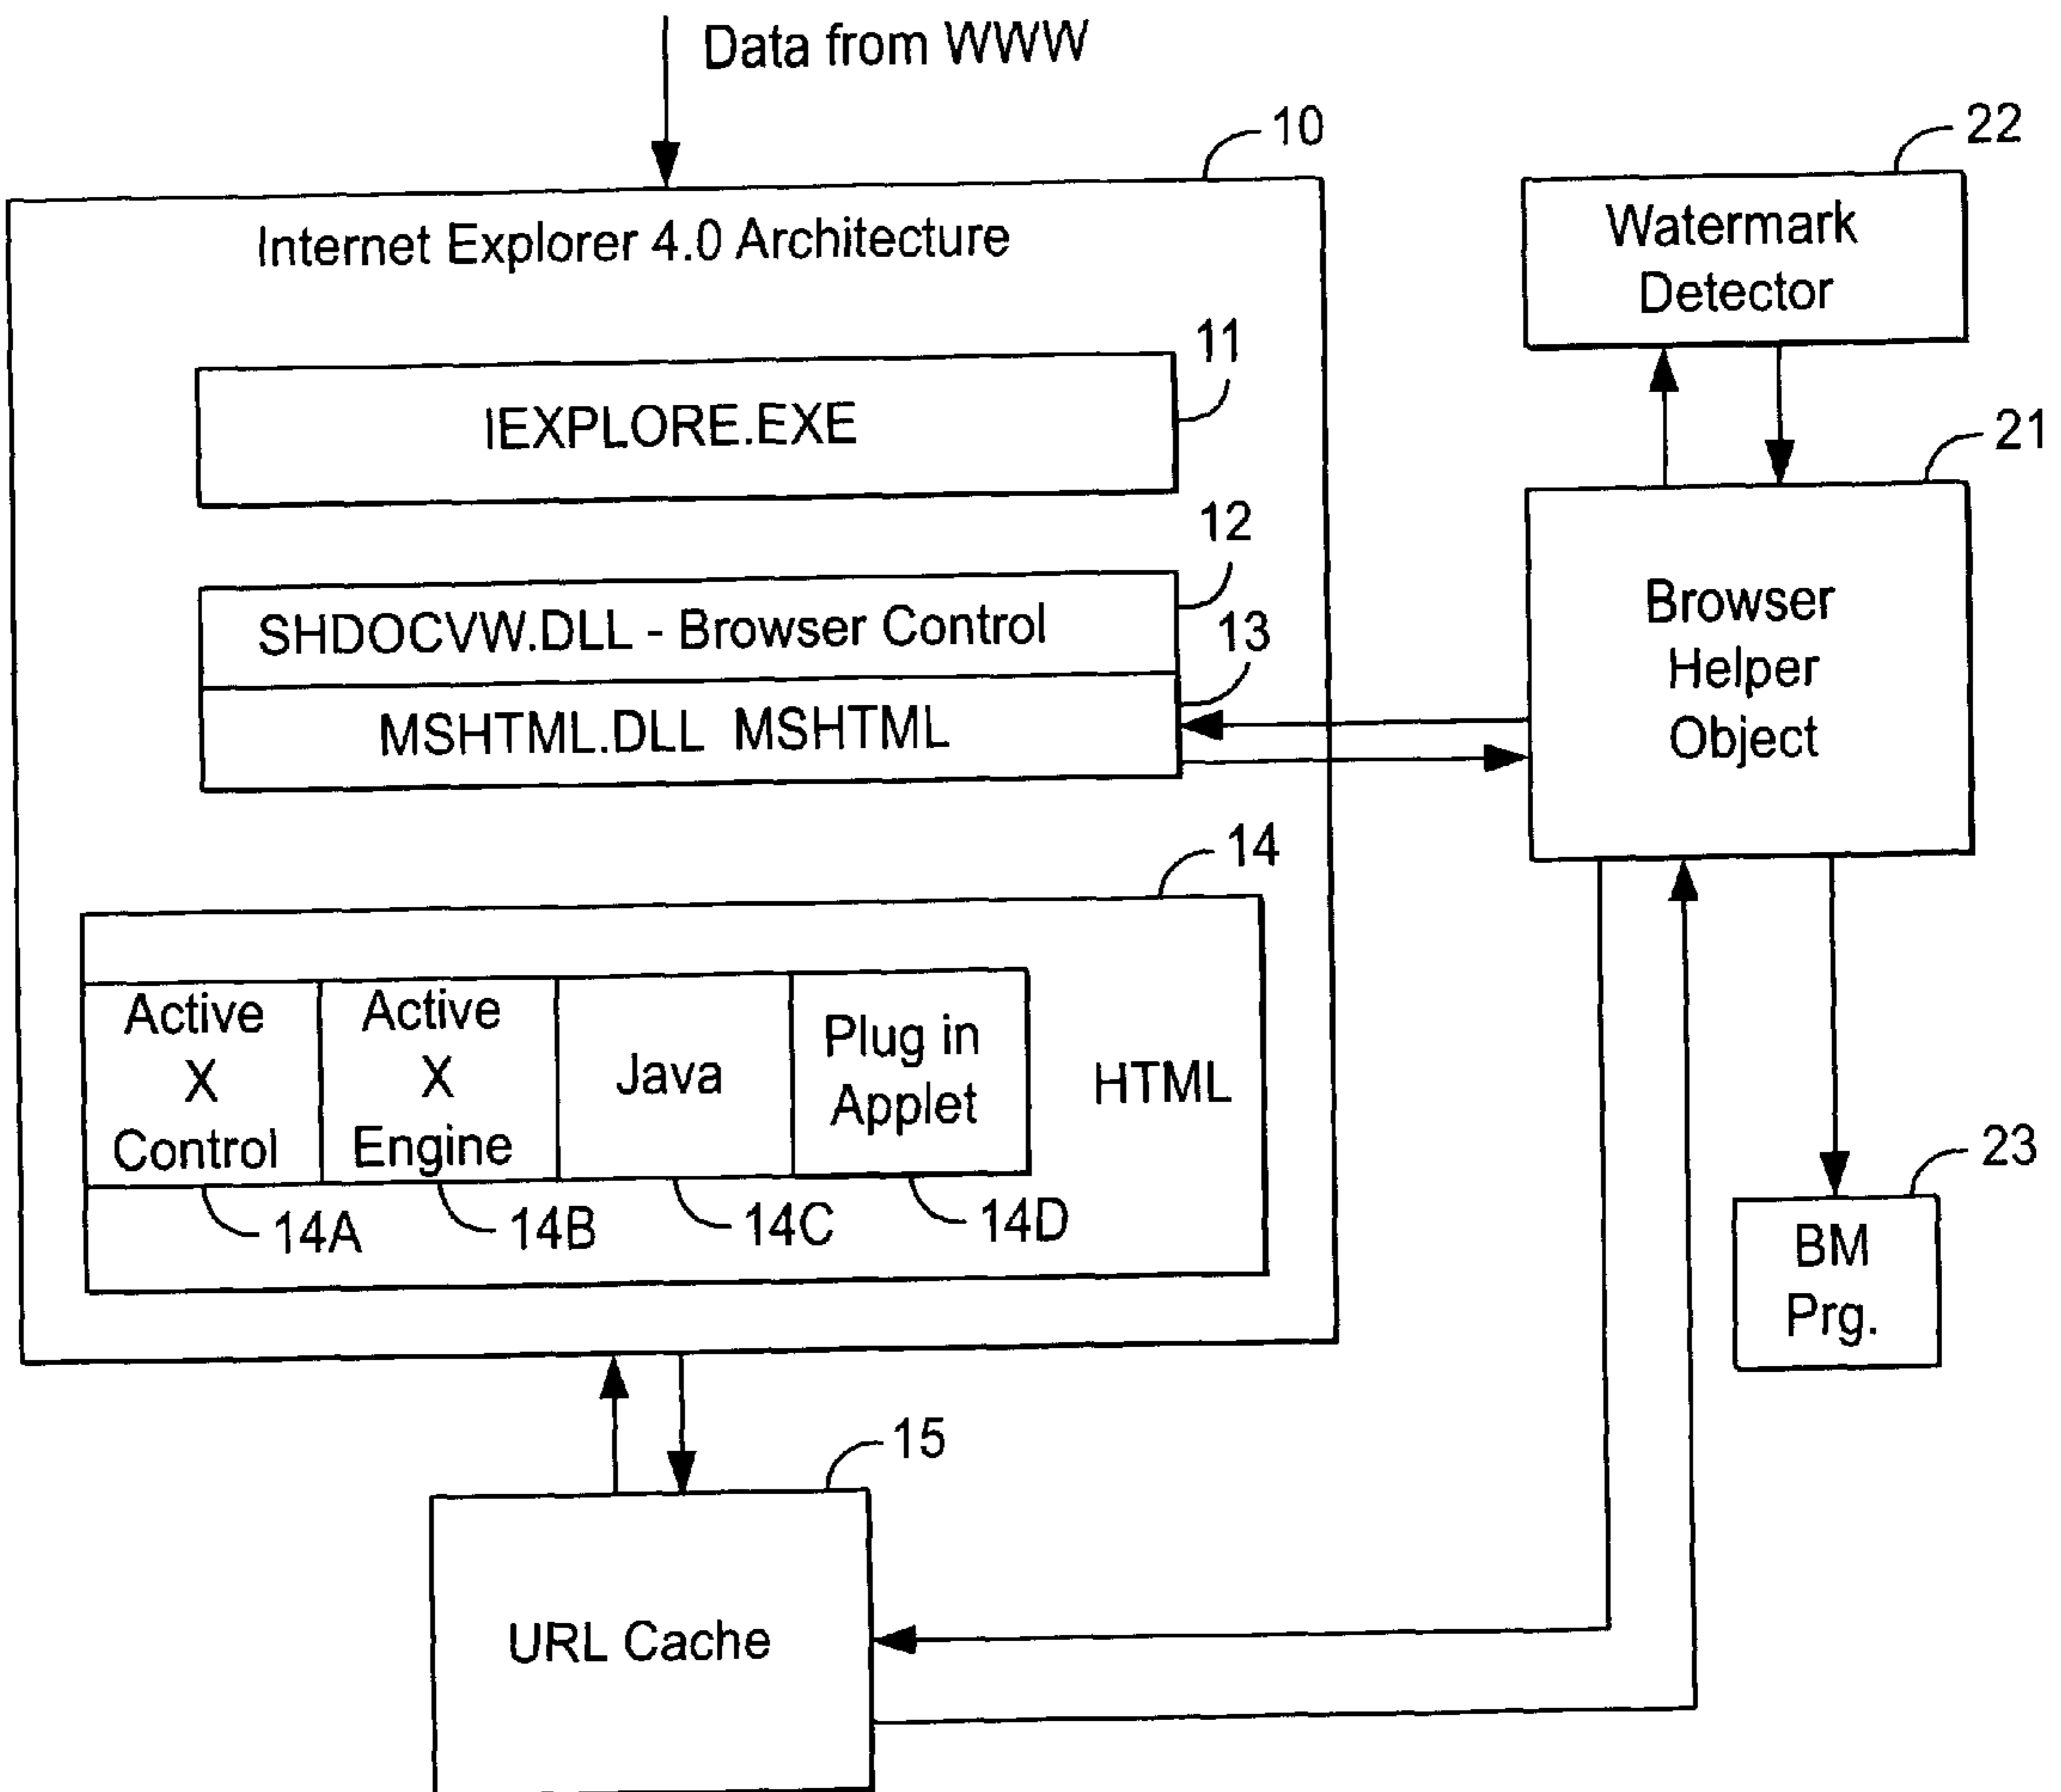 Data from WWW
10
Internet Explorer 4.0 Architecture
11
IEXPLORE.EXE
12
SHDOCVW.DLL - Browser Control
13
MSHTML.DLL MSHTML
14
Active
X
Control
Active
X
Engine
Java
Plug in
Applet
HTML
14A
14B
14C
14D
15
URL Cache
22
Watermark
Detector
21
Browser
Helper
Object
23
BM
Prg.